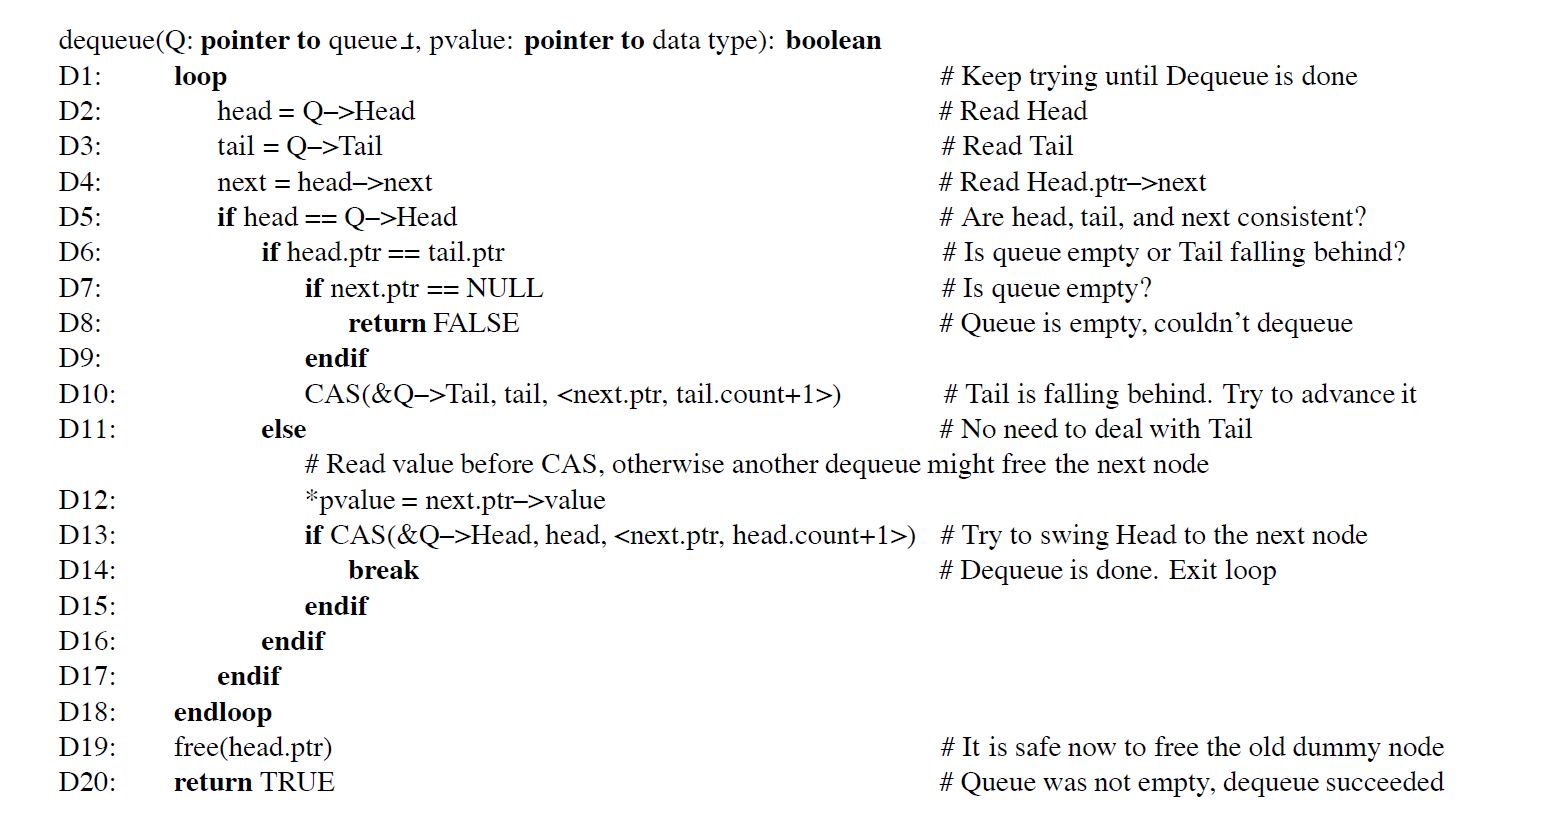 dequeue(Q: pointer to queue_t, pvalue: pointer to data type): boolean
D1: loop # Keep trying until Dequeue is done
D2: head = Q–>Head # Read Head
D3: tail = Q–>Tail # Read Tail
D4: next = head–>next # Read Head.ptr–>next
D5: if head == Q–>Head # Are head, tail, and next consistent?
D6: if head.ptr == tail.ptr # Is queue empty or Tail falling behind?
D7: if next.ptr == NULL # Is queue empty?
D8: return FALSE # Queue is empty, couldn’t dequeue
D9: endif
D10: CAS(&Q–>Tail, tail, <next.ptr, tail.count+1>) # Tail is falling behind. Try to advance it
D11: else # No need to deal with Tail
# Read value before CAS, otherwise another dequeue might free the next node
D12: *pvalue = next.ptr–>value
D13: if CAS(&Q–>Head, head, <next.ptr, head.count+1>) # Try to swing Head to the next node
D14: break # Dequeue is done. Exit loop
D15: endif
D16: endif
D17: endif
D18: endloop
D19: free(head.ptr) # It is safe now to free the old dummy node
D20: return TRUE # Queue was not empty, dequeue succeeded